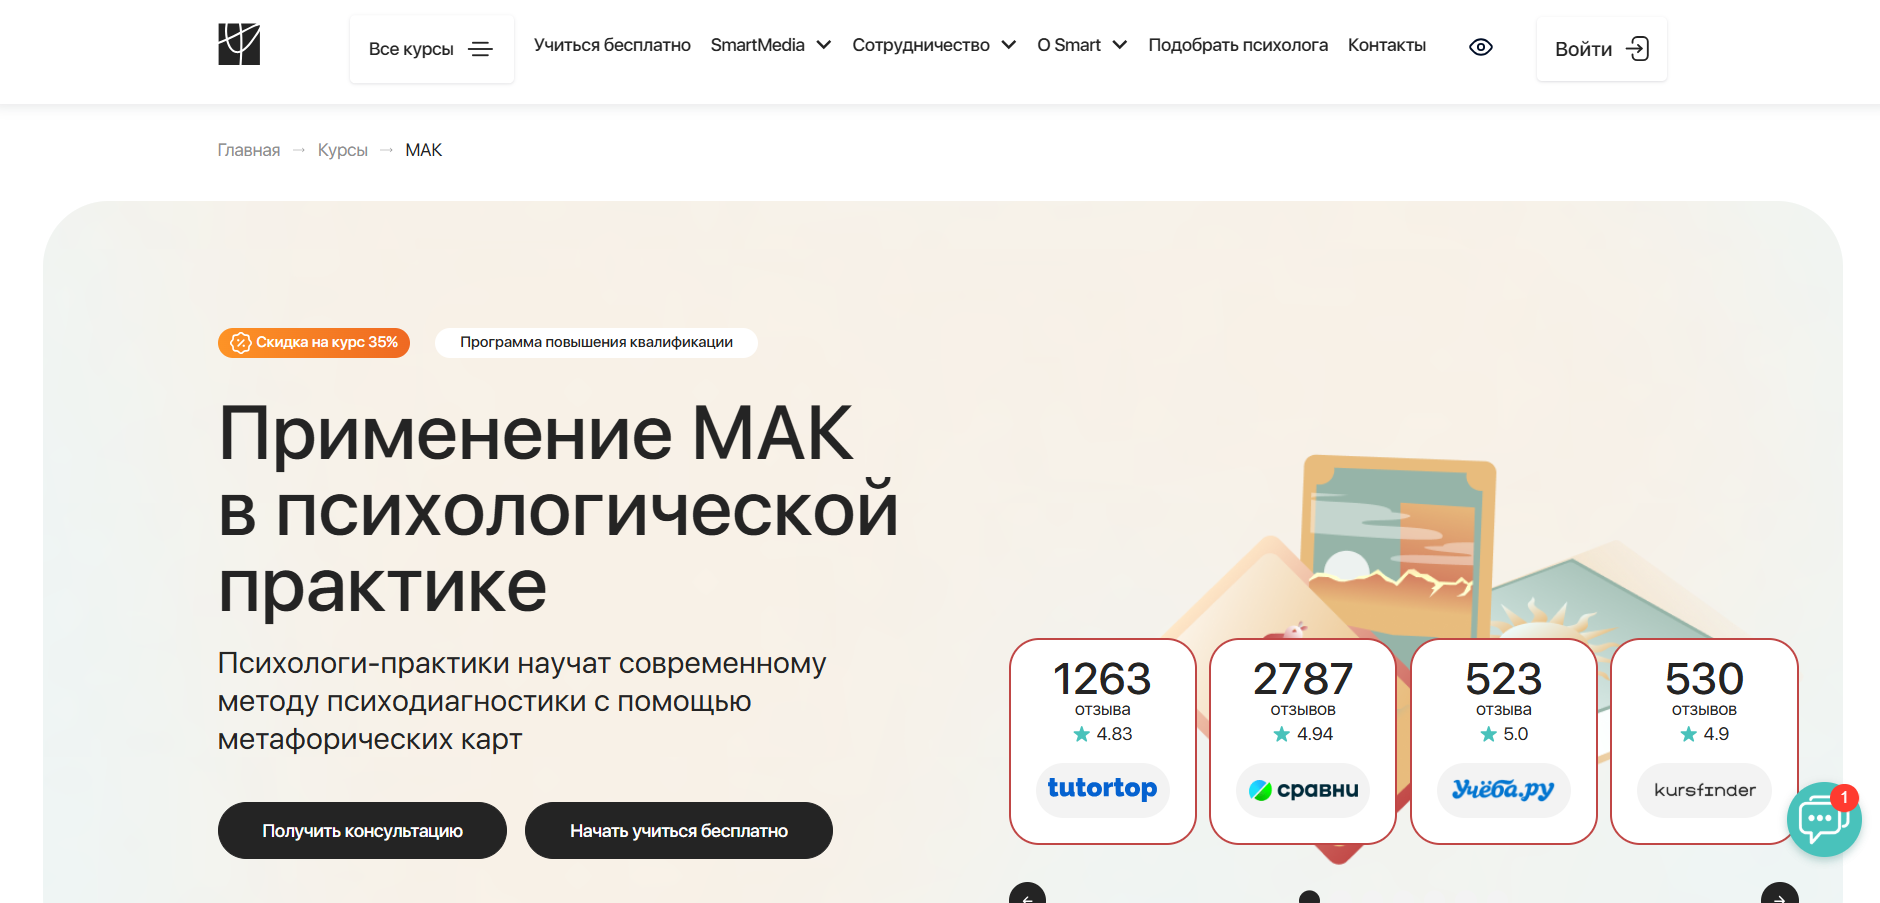 Все курсы
Учиться бесплатно
SmartMedia
Сотрудничество
О Smart
Подобрать психолога
Контакты
Войти
Главная → Курсы → МАК
Скидка на курс 35%
Программа повышения квалификации
Применение МАК
в психологической
практике
Психологи-практики научат современному
методу психодиагностики с помощью
метафорических карт
Получить консультацию
Начать учиться бесплатно
1263
отзыва
4.83
tutortop
2787
отзывов
4.94
сравни
523
отзыва
5.0
Учёба.ру
530
отзывов
4.9
kursfinder
1